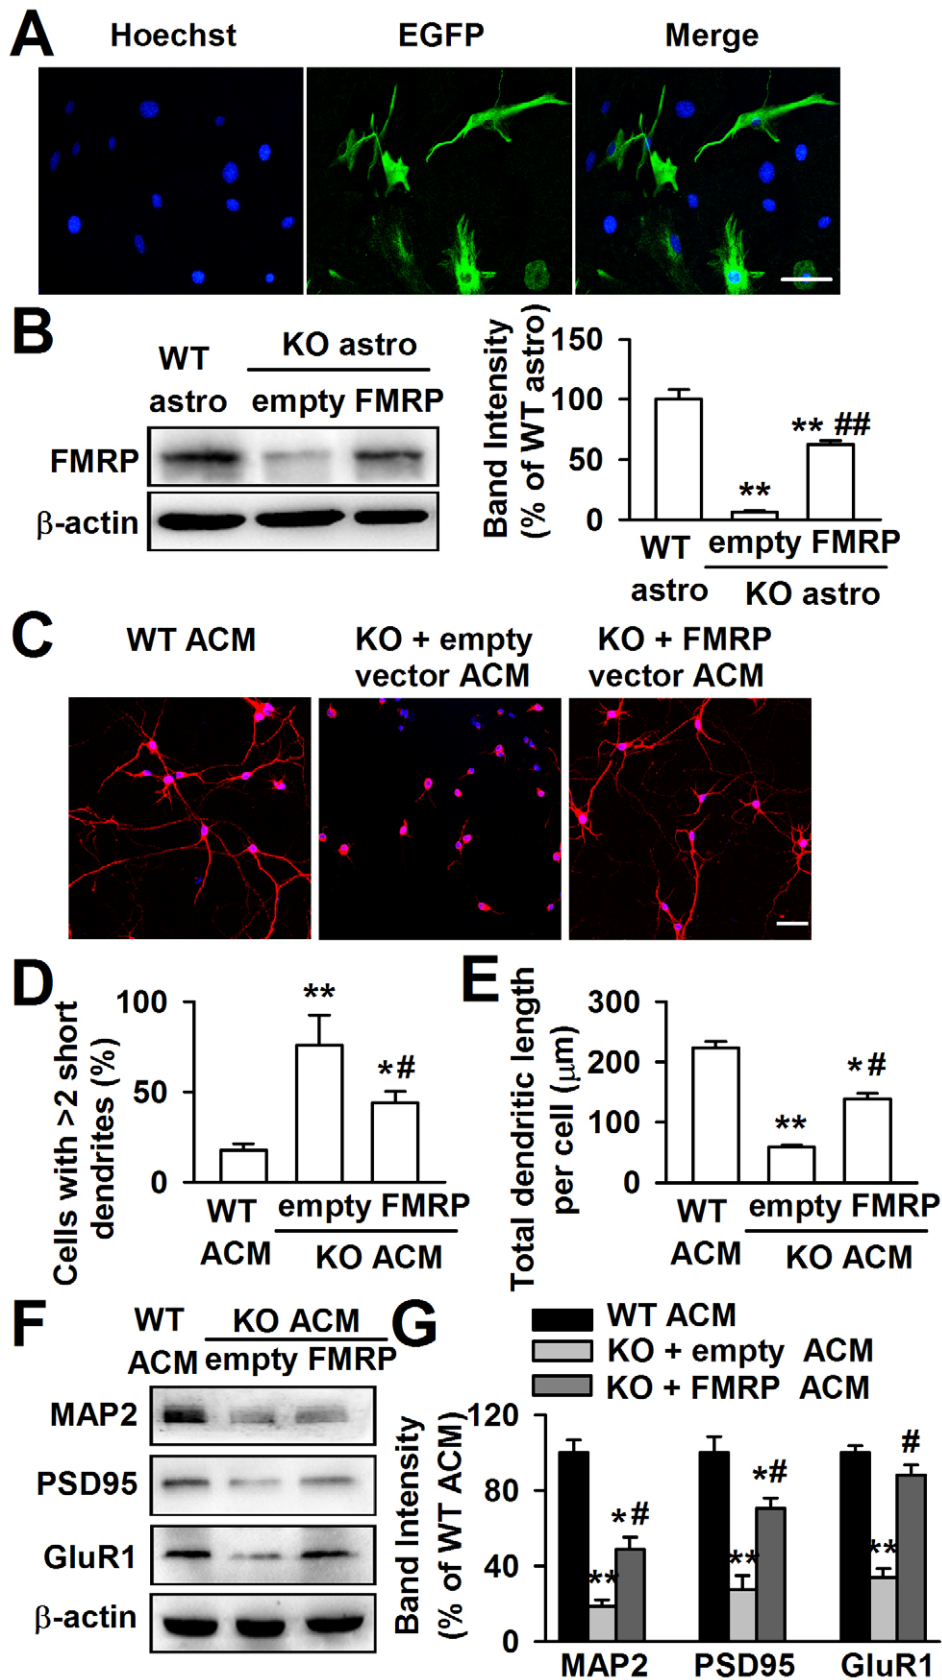 A
Hoechst EGFP Merge
B
WT
astro
KO astro
empty FMRP
FMRP
β-actin
Band Intensity
(% of WT astro)
150
100
50
0
**
** ##
WT
astro
empty FMRP
KO astro
C
WT ACM
KO + empty
vector ACM
KO + FMRP
vector ACM
D
Cells with >2 short
dendrites (%)
100
50
0
**
*#
WT
ACM
empty FMRP
KO ACM
E
Total dendritic length
per cell (μm)
300
200
100
0
**
*#
WT
ACM
empty FMRP
KO ACM
F
WT
ACM
KO ACM
empty FMRP
MAP2
PSD95
GluR1
β-actin
G
WT ACM
KO + empty ACM
KO + FMRP ACM
Band Intensity
(% of WT ACM)
120
80
40
0
**
*#
**
*#
**
#
MAP2 PSD95 GluR1